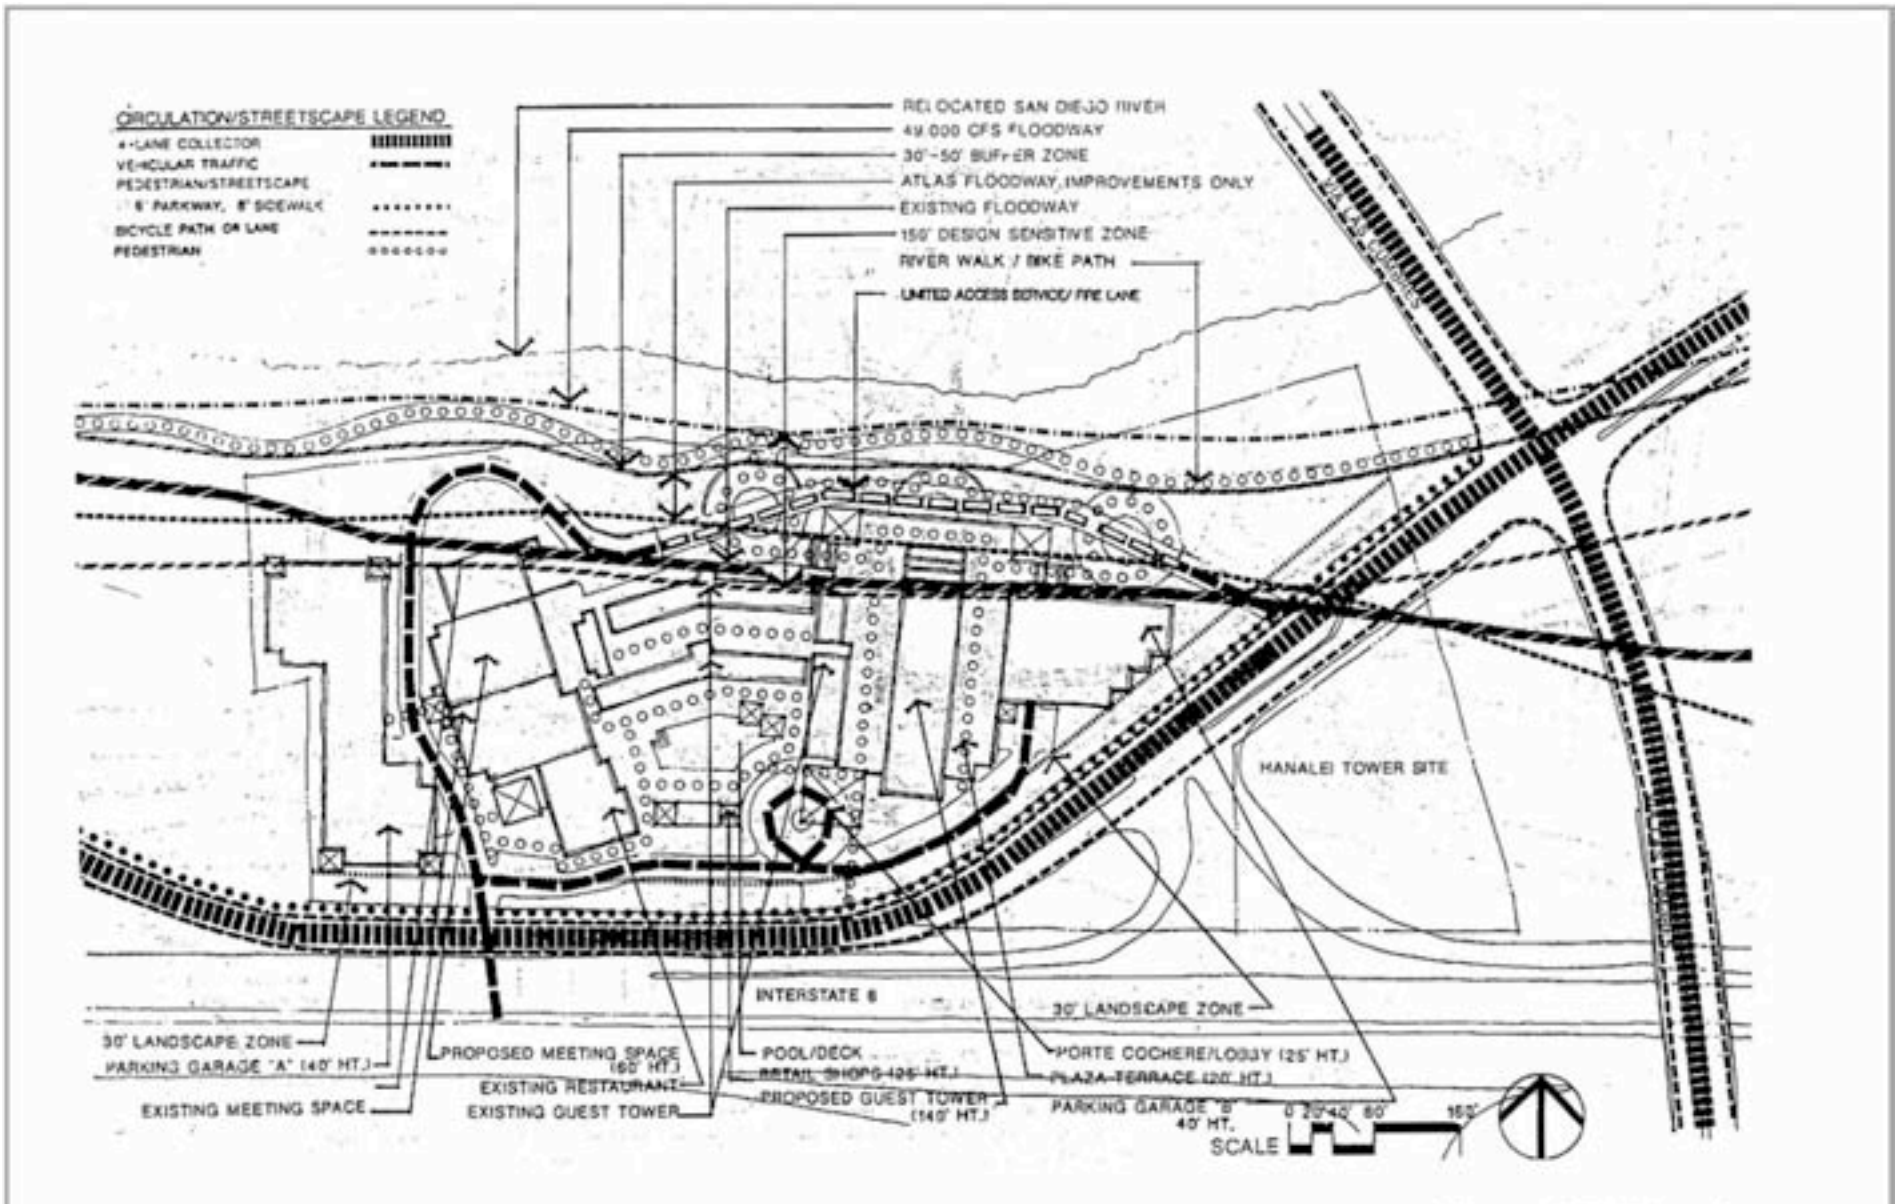 CIRCULATION/STREETSCAPE LEGEND
4-LANE COLLECTOR
VEHICULAR TRAFFIC
PEDESTRIAN/STREETSCAPE
6' PARKWAY, 8' SIDEWALK
BICYCLE PATH OR LANE
PEDESTRIAN
RELOCATED SAN DIEGO RIVER
49,000 CFS FLOODWAY
30'-50' BUFFER ZONE
ATLAS FLOODWAY IMPROVEMENTS ONLY
EXISTING FLOODWAY
150' DESIGN SENSITIVE ZONE
RIVER WALK / BIKE PATH
LIMITED ACCESS SERVICE/ FIRE LANE
VIA LAS CUMBRES
HANALEI TOWER SITE
INTERSTATE 8
30' LANDSCAPE ZONE
30' LANDSCAPE ZONE
PARKING GARAGE "A" (40' HT.)
EXISTING MEETING SPACE
PROPOSED MEETING SPACE
(60' HT.)
EXISTING RESTAURANT
EXISTING GUEST TOWER
POOL/DECK
RETAIL SHOPS (25' HT.)
PROPOSED GUEST TOWER
(140' HT.)
PORTE COCHERE/LOBBY (25' HT.)
PLAZA TERRACE (20' HT.)
PARKING GARAGE "B"
40' HT.
0 20' 40' 80' 160'
SCALE